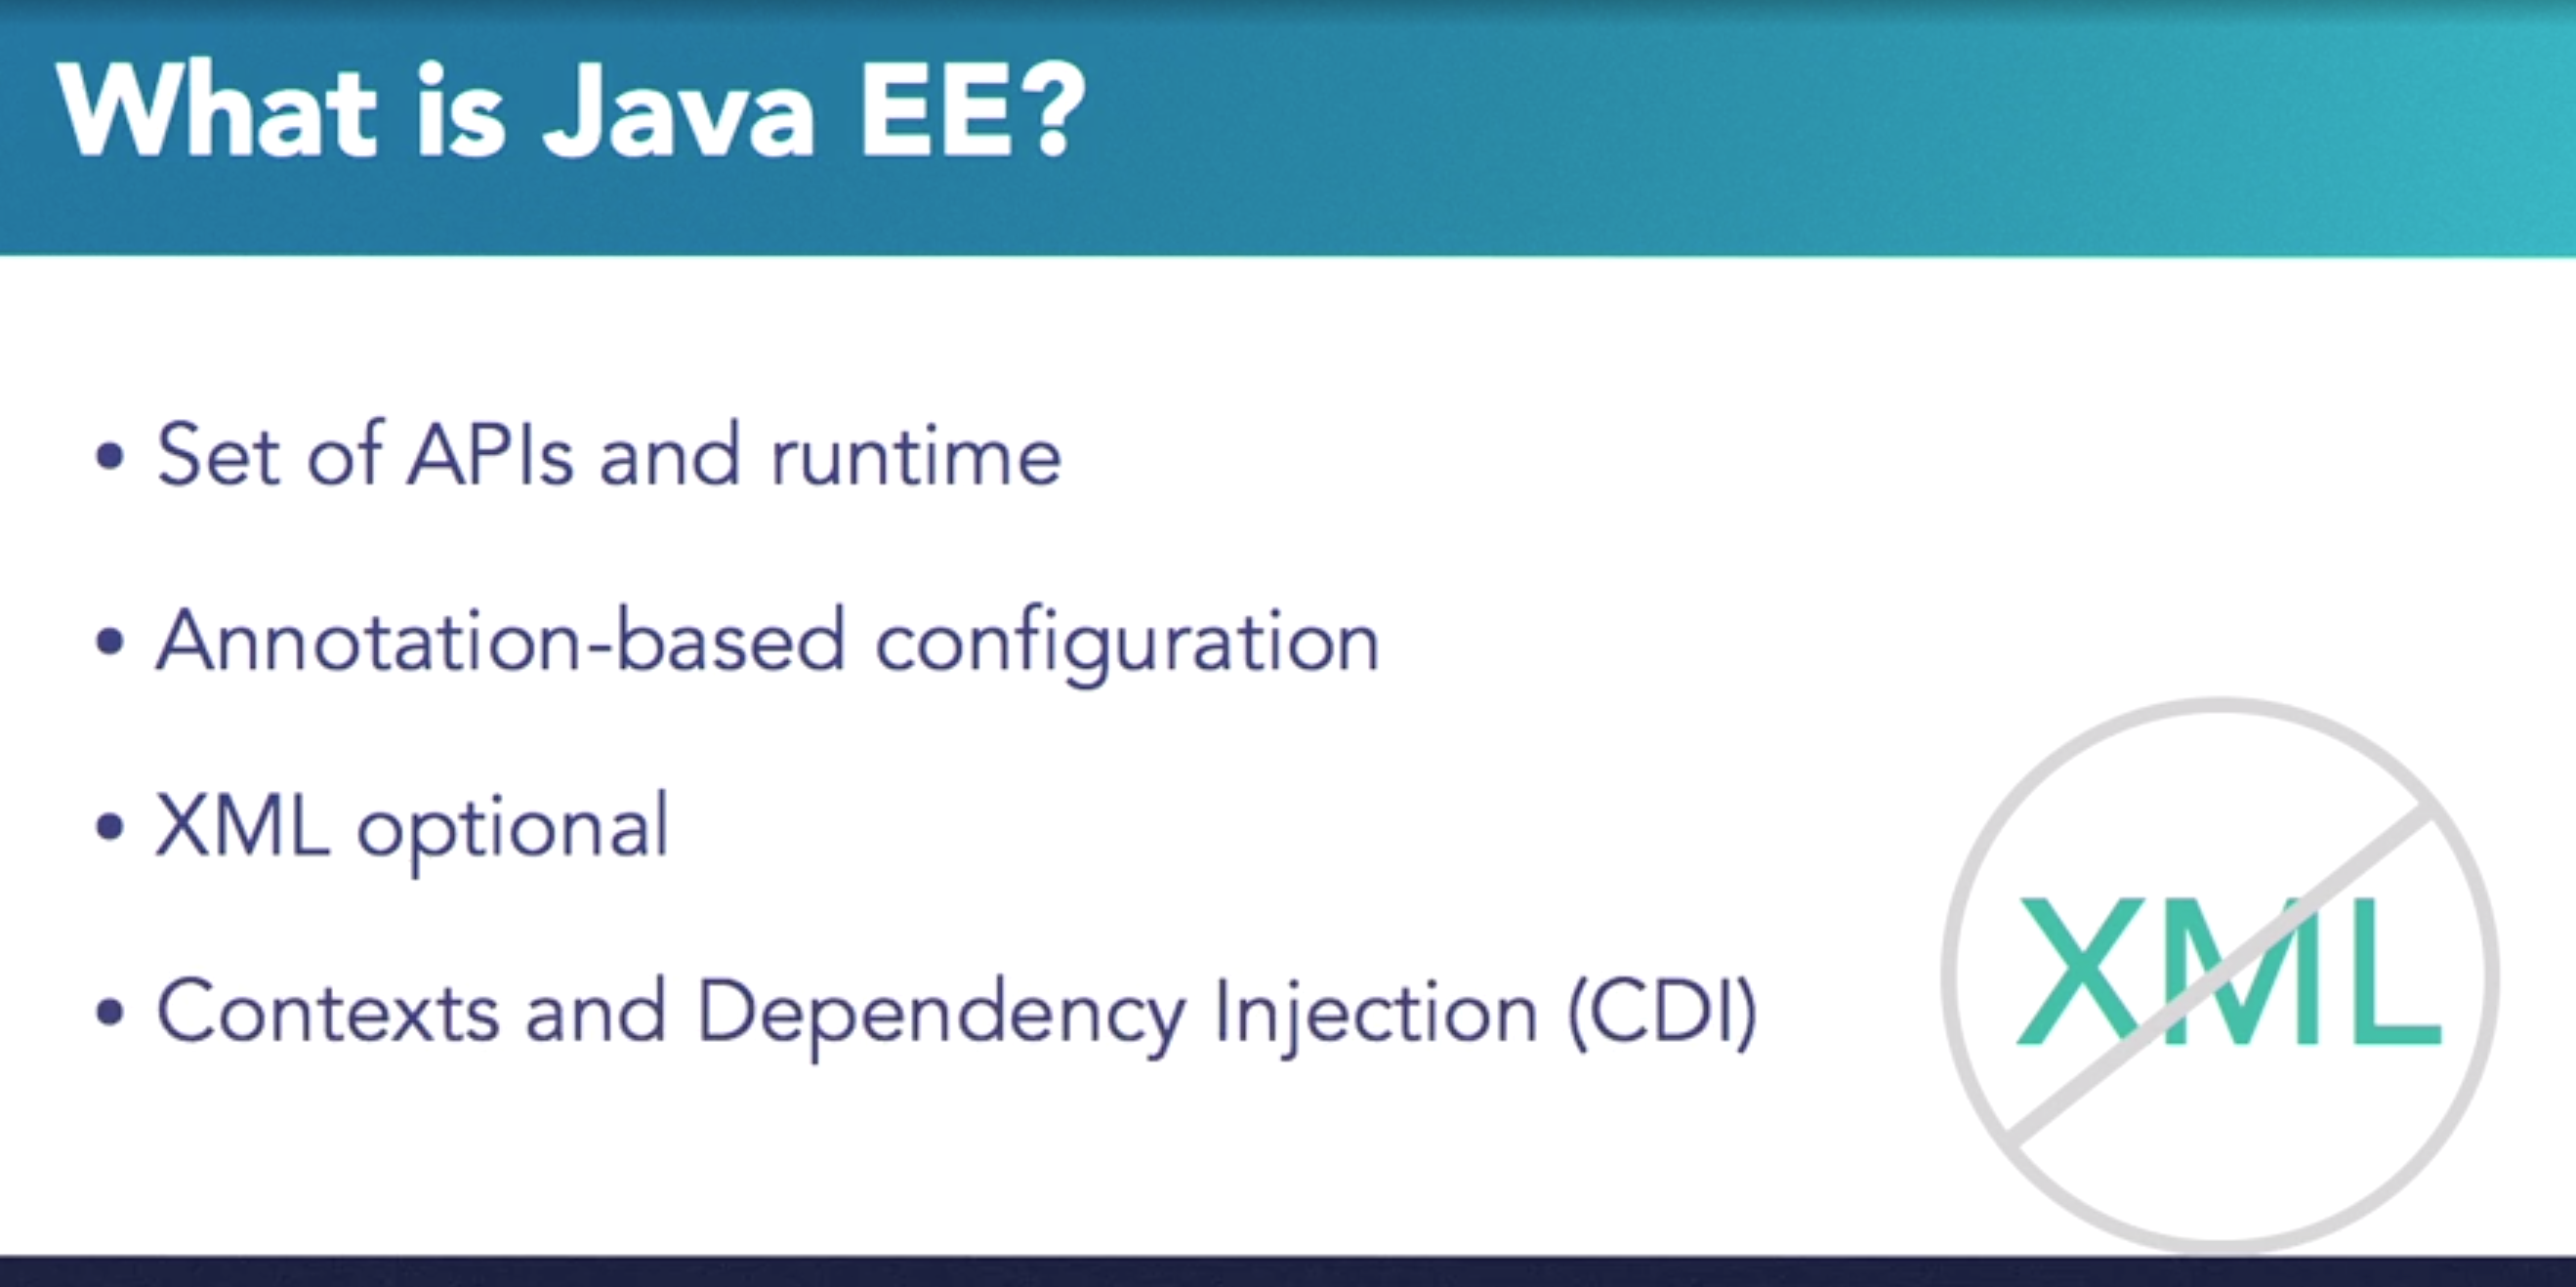 What is Java EE?
• Set of APIs and runtime
• Annotation-based configuration
• XML optional
• Contexts and Dependency Injection (CDI)
XML